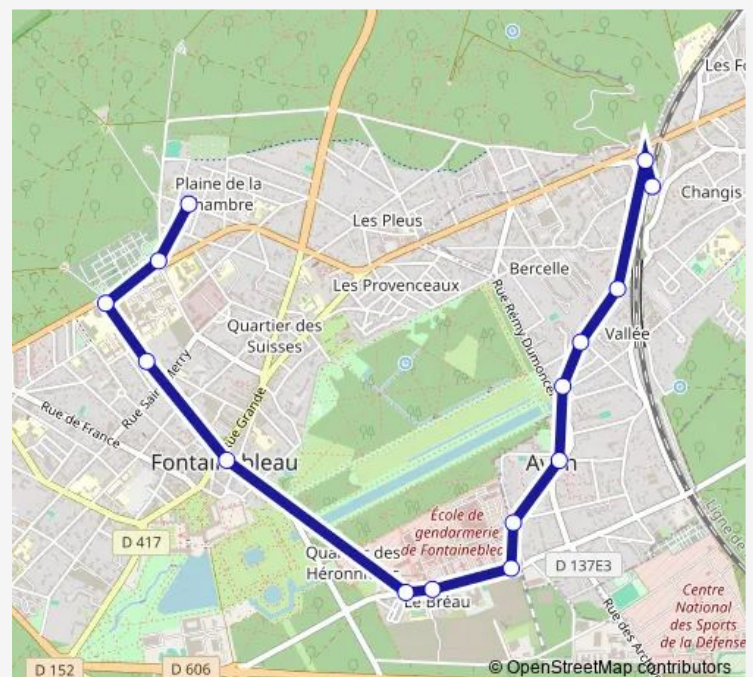 Les Fo
Plaine de la
Chambre
Changis
Les Pleus
Bercelle
Les Provenceaux
Rue Rémy Dumoncel
Quartier des
Suisses
Vallée
Rue Saint Merry
Rue Grande
Rue de France
Fontainebleau
Avon
École de
gendarmerie
de Fontainebleau
Ligne de
D 417
Quartier des
Héronnières
D 137E3
Le Bréau
Centre
National
des Sports
de la Défense
Rue des Arch
D 152
D 606
© OpenStreetMap contributors